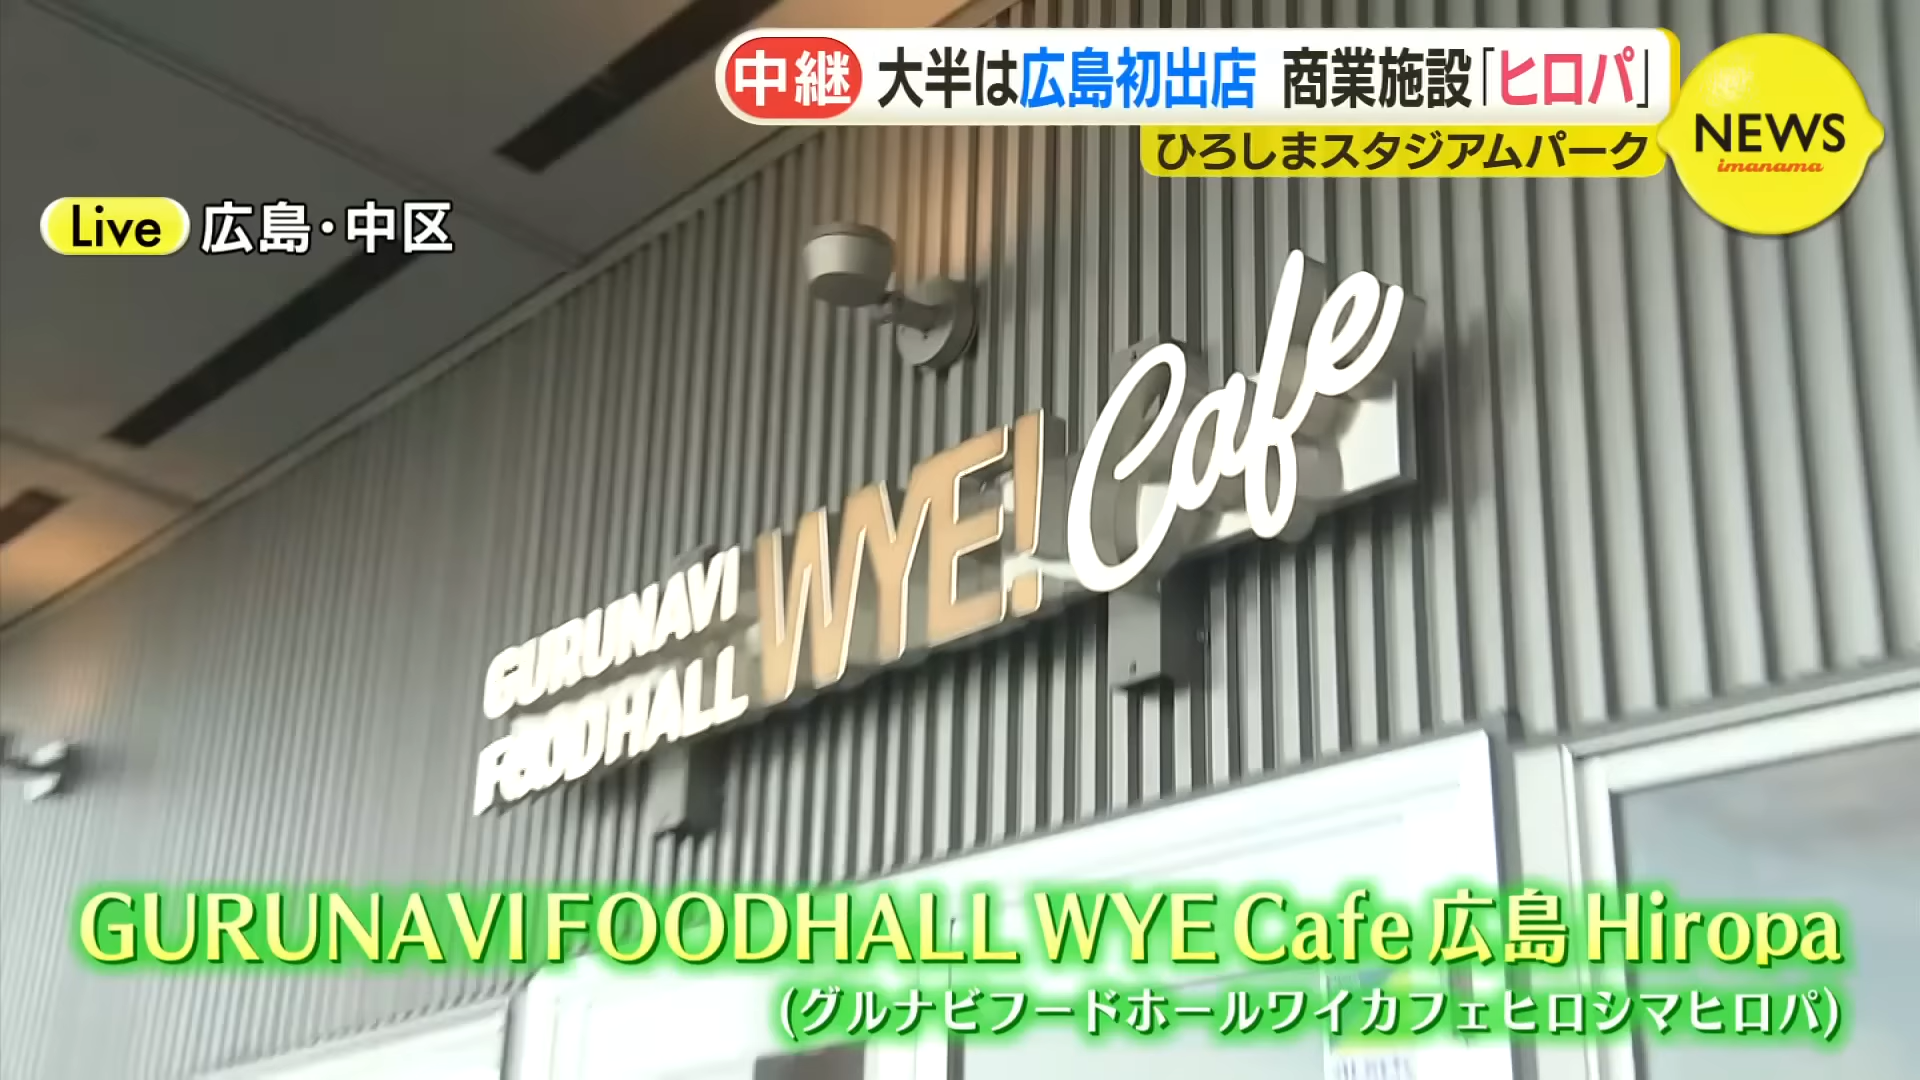 中継 大半は広島初出店 商業施設「ヒロパ」
ひろしまスタジアムパーク
NEWS
imanama
Live 広島・中区
GURUNAVI
FOODHALL
WYE! Cafe
GURUNAVI FOODHALL WYE Cafe 広島 Hiropa
(グルナビフードホールワイカフェヒロシマヒロパ)